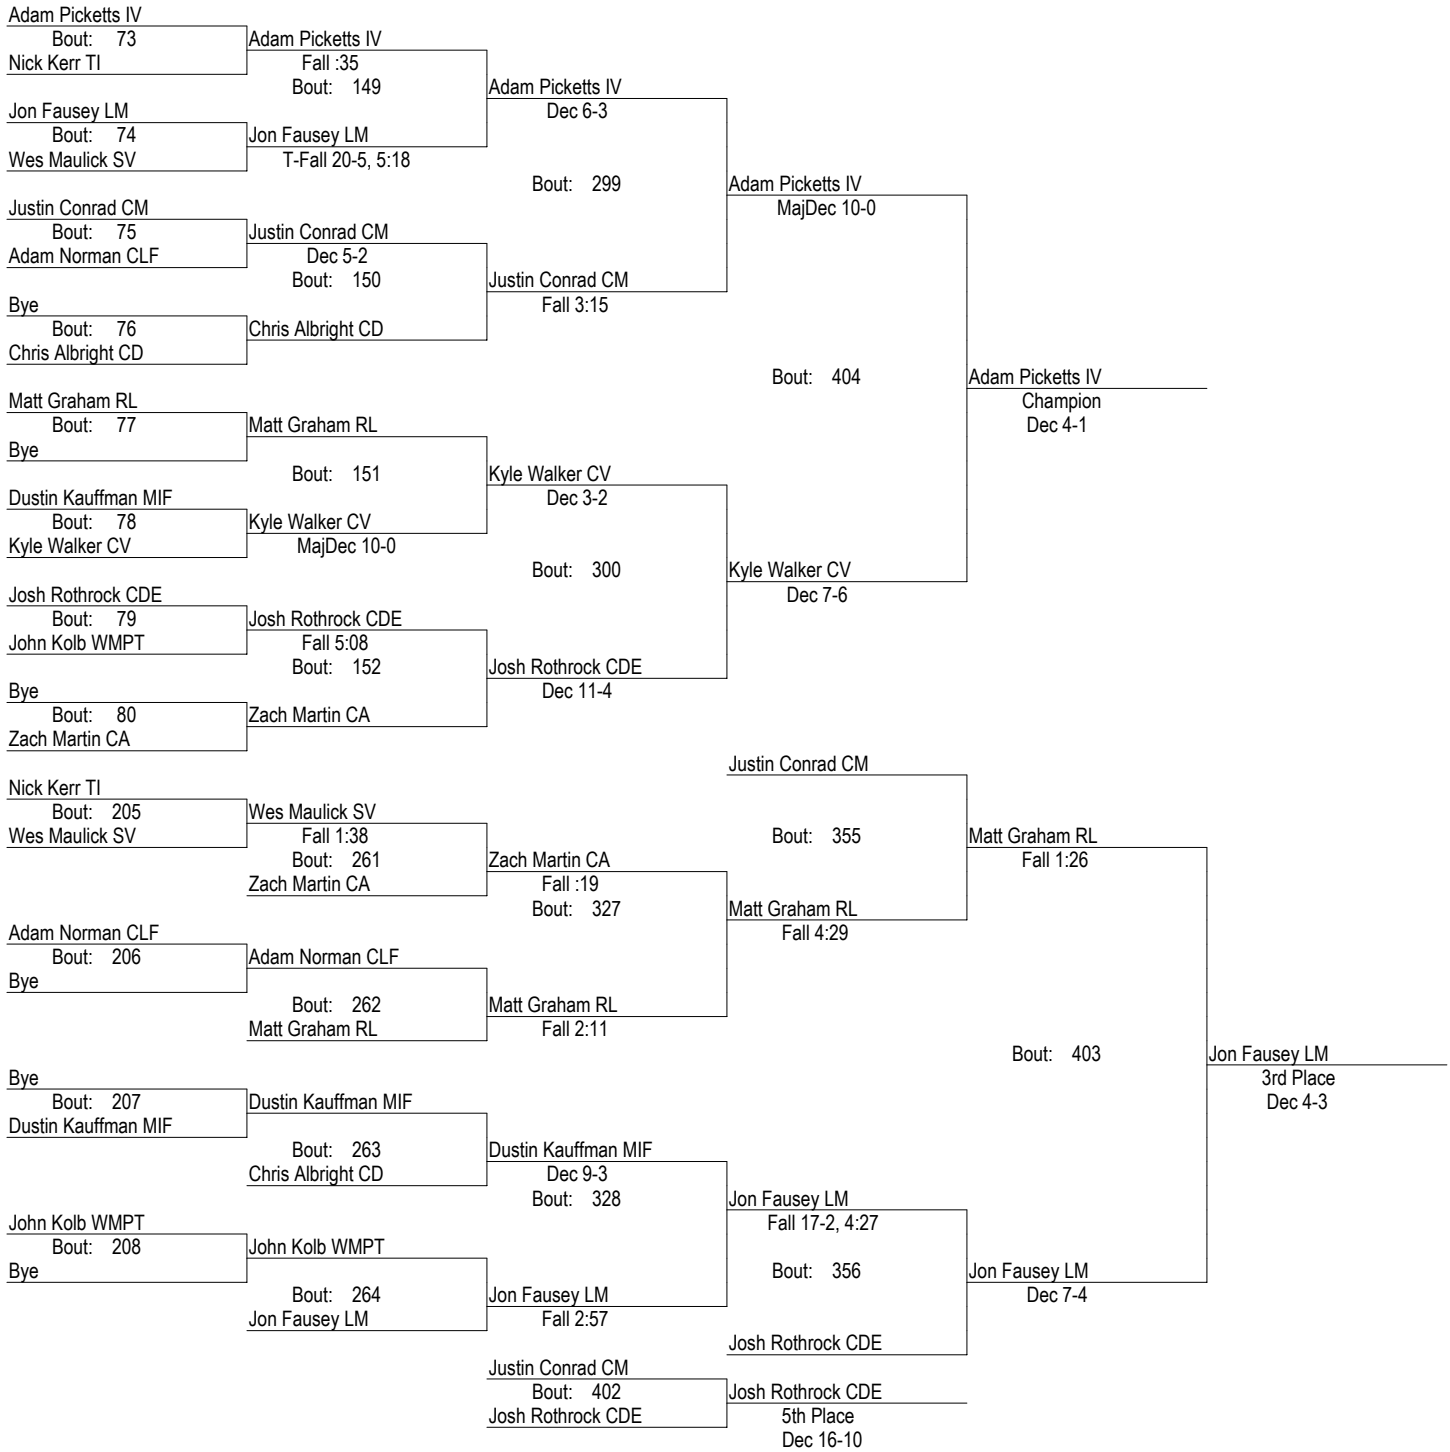 Adam Picketts IV
Bout: 73
Nick Kerr TI
Adam Picketts IV
Fall :35
Bout: 149
Jon Fausey LM
Bout: 74
Wes Maulick SV
Jon Fausey LM
T-Fall 20-5, 5:18
Adam Picketts IV
Dec 6-3
Bout: 299
Justin Conrad CM
Bout: 75
Adam Norman CLF
Justin Conrad CM
Dec 5-2
Bout: 150
Bye
Bout: 76
Chris Albright CD
Chris Albright CD
Justin Conrad CM
Fall 3:15
Adam Picketts IV
MajDec 10-0
Bout: 404
Adam Picketts IV
Champion
Dec 4-1
Matt Graham RL
Bout: 77
Bye
Matt Graham RL
Bout: 151
Dustin Kauffman MIF
Bout: 78
Kyle Walker CV
Kyle Walker CV
MajDec 10-0
Kyle Walker CV
Dec 3-2
Bout: 300
Josh Rothrock CDE
Bout: 79
John Kolb WMPT
Josh Rothrock CDE
Fall 5:08
Bout: 152
Bye
Bout: 80
Zach Martin CA
Zach Martin CA
Josh Rothrock CDE
Dec 11-4
Kyle Walker CV
Dec 7-6
Nick Kerr TI
Bout: 205
Wes Maulick SV
Wes Maulick SV
Fall 1:38
Bout: 261
Zach Martin CA
Zach Martin CA
Fall :19
Bout: 327
Adam Norman CLF
Bout: 206
Bye
Adam Norman CLF
Bout: 262
Matt Graham RL
Matt Graham RL
Fall 2:11
Justin Conrad CM
Bout: 355
Matt Graham RL
Fall 4:29
Matt Graham RL
Fall 1:26
Bout: 403
Jon Fausey LM
3rd Place
Dec 4-3
Bye
Bout: 207
Dustin Kauffman MIF
Dustin Kauffman MIF
Bout: 263
Chris Albright CD
Dustin Kauffman MIF
Dec 9-3
Bout: 328
John Kolb WMPT
Bout: 208
Bye
John Kolb WMPT
Bout: 264
Jon Fausey LM
Jon Fausey LM
Fall 2:57
Jon Fausey LM
Fall 17-2, 4:27
Bout: 356
Josh Rothrock CDE
Jon Fausey LM
Dec 7-4
Justin Conrad CM
Bout: 402
Josh Rothrock CDE
Josh Rothrock CDE
5th Place
Dec 16-10